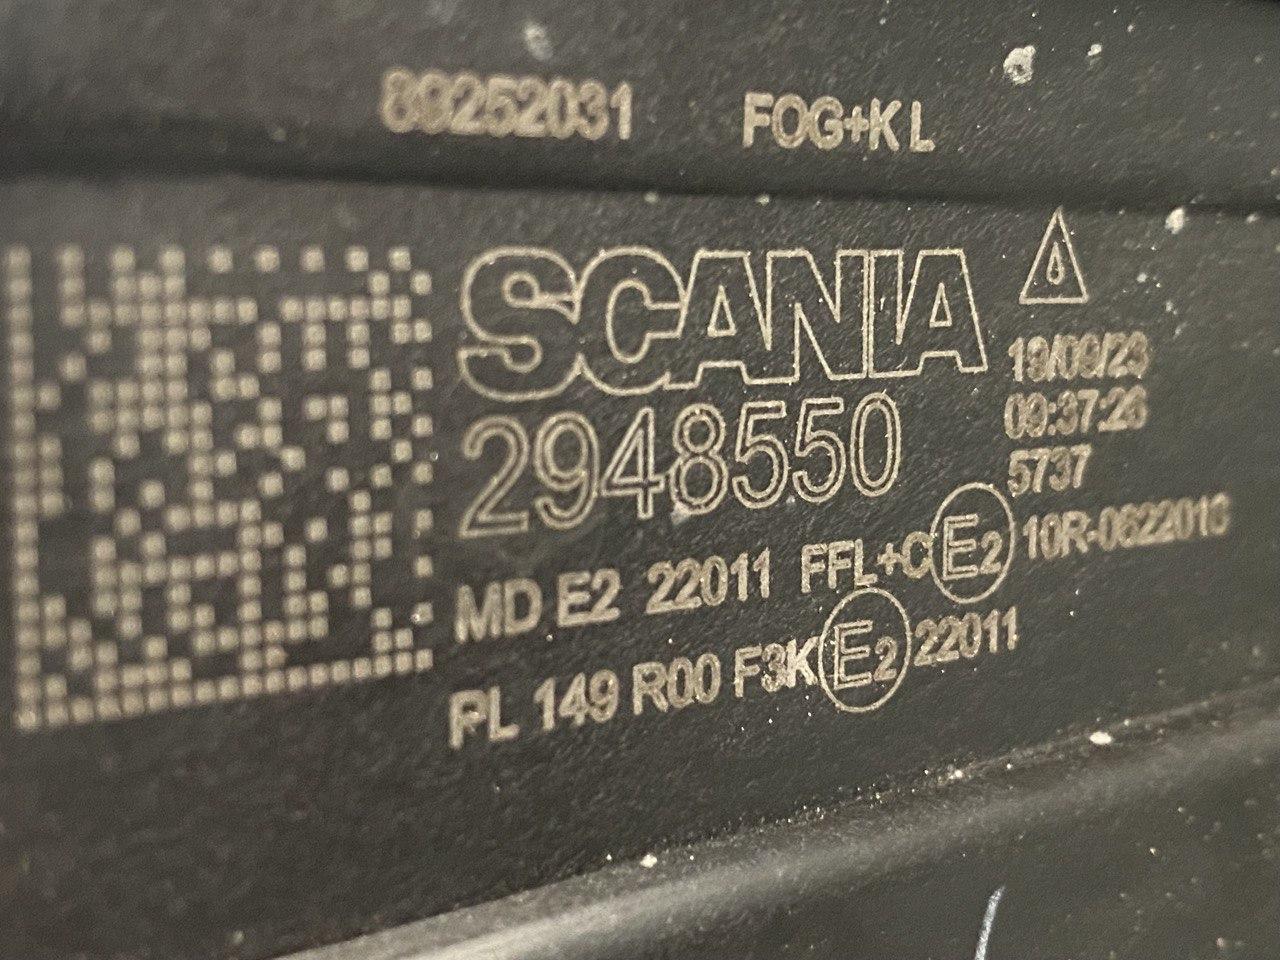 89252031 FOG+K L
SCANIA
2948550
19/09/23
09:37:26
5737
MD E2 22011 FFL+C E2 10R-0622013
PL 149 R00 F3K E2 22011